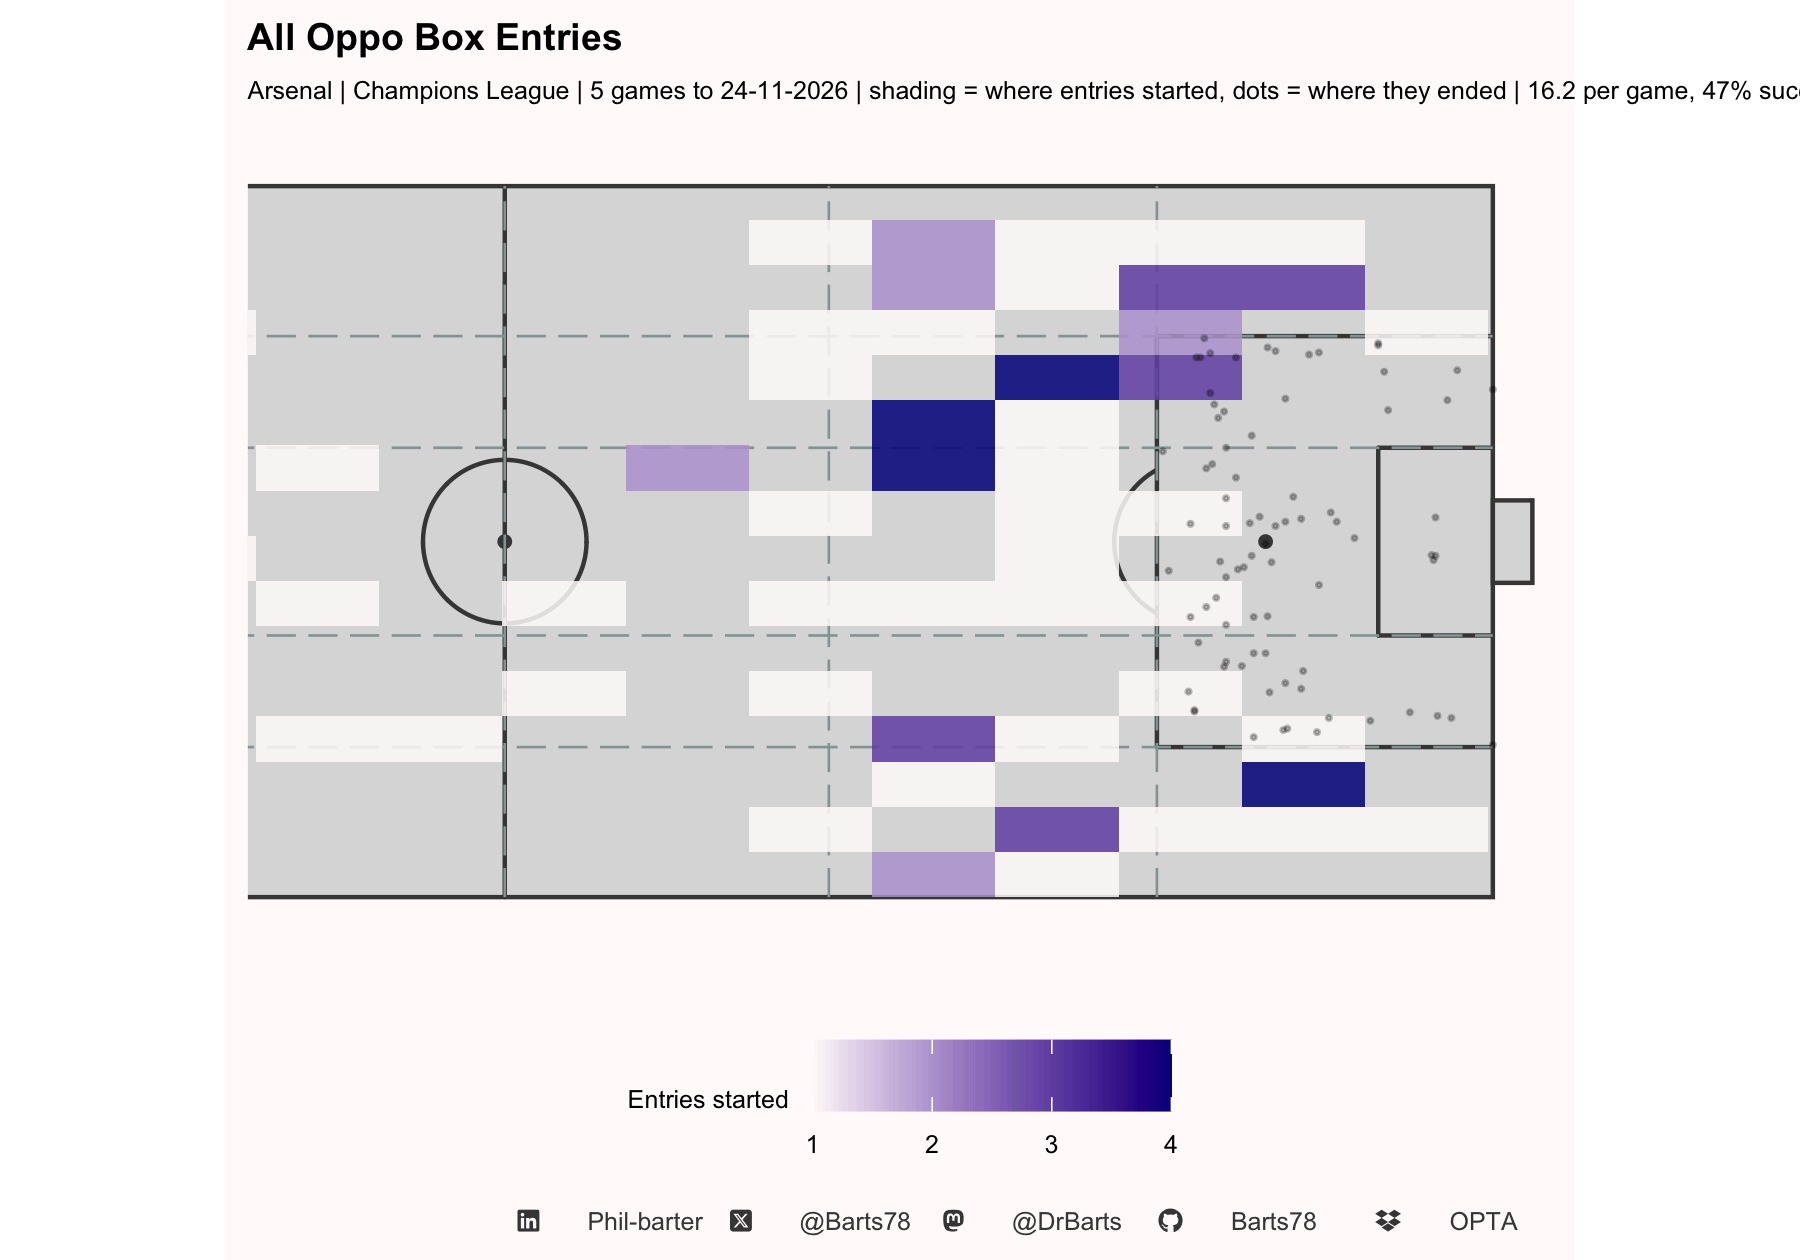 All Oppo Box Entries
Arsenal | Champions League | 5 games to 24-11-2026 | shading = where entries started, dots = where they ended | 16.2 per game, 47%
Entries started
1 2 3 4
Phil-barter @Barts78 @DrBarts Barts78 OPTA